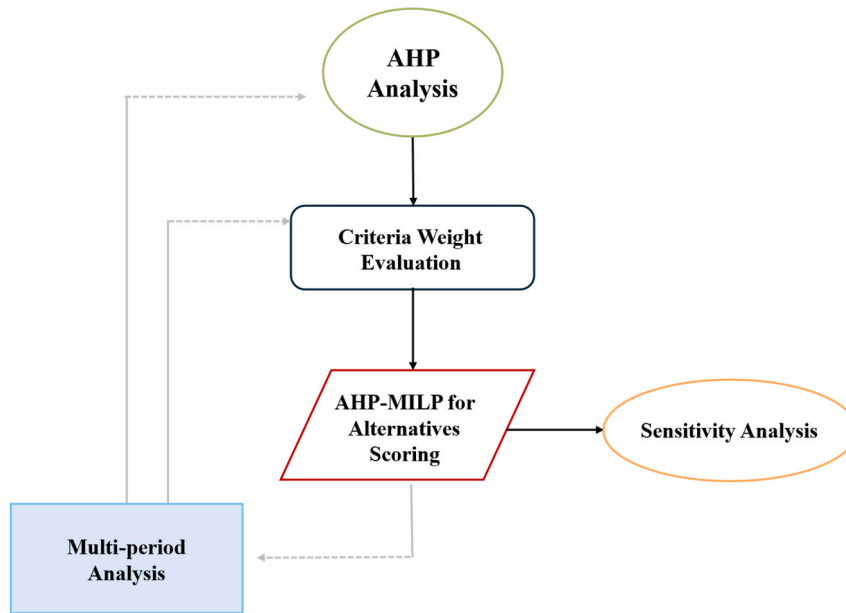 AHP
Analysis
Criteria Weight
Evaluation
AHP-MILP for
Alternatives
Scoring
Sensitivity Analysis
Multi-period
Analysis